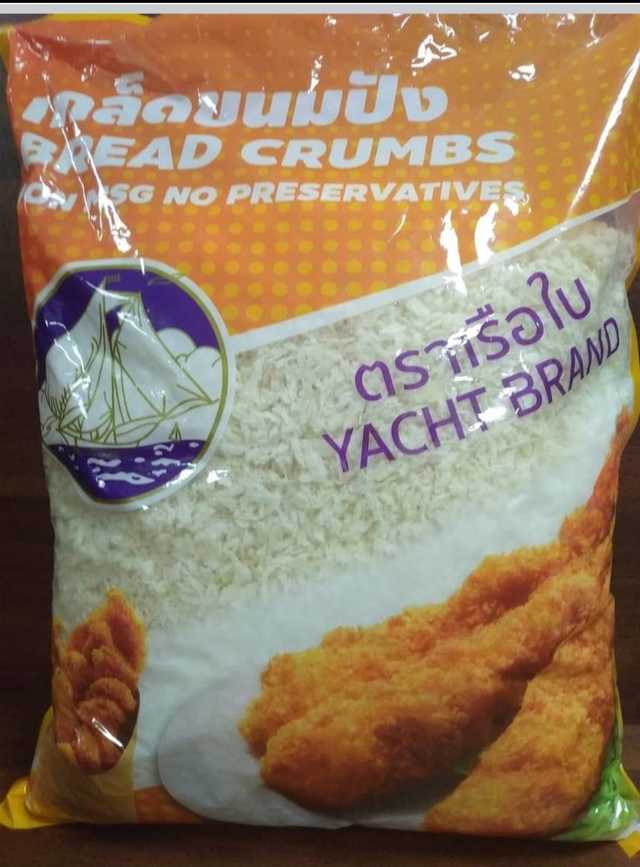 เกล็ดขนมปัง
BREAD CRUMBS
NO PRESERVATIVES
ตราเรือใบ
YACHT BRAND